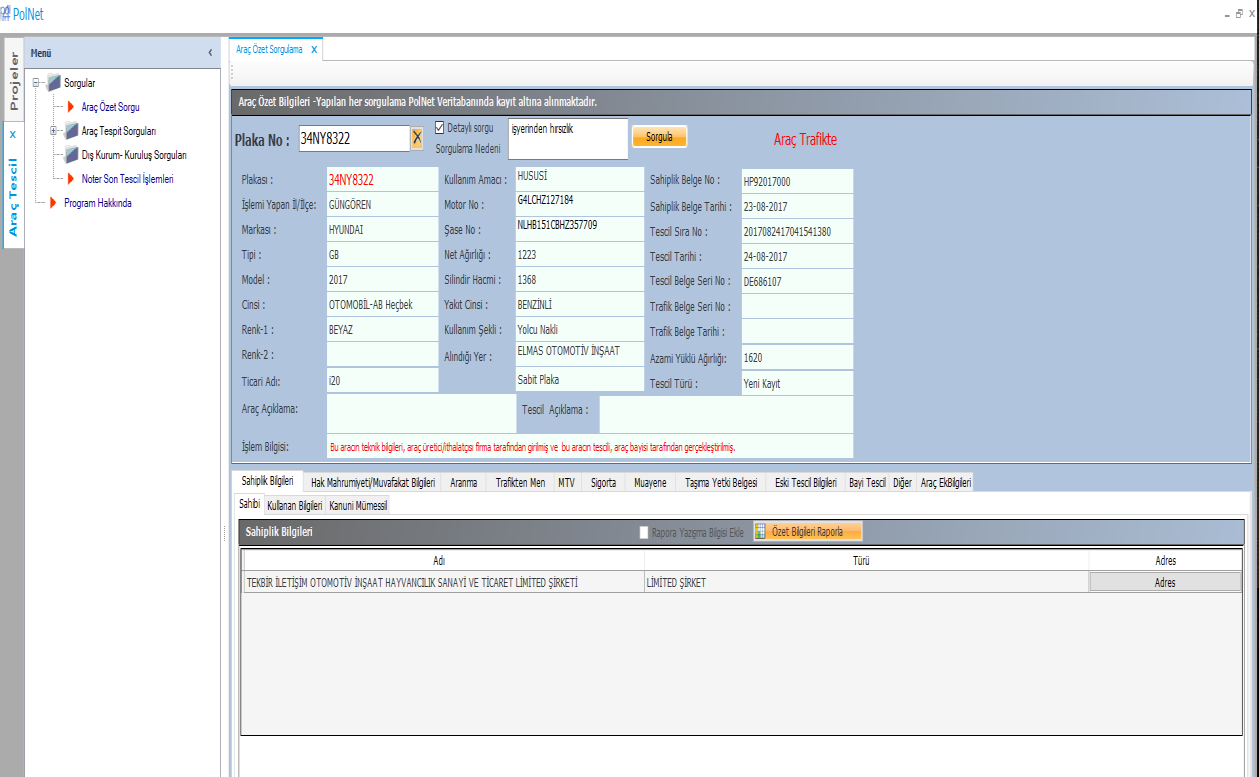 PolNet
Projeler
Araç Tescil
Menü
Sorgular
Araç Özet Sorgu
Araç Tespit Sorguları
Dış Kurum- Kuruluş Sorguları
Noter Son Tescil İşlemleri
Program Hakkında
Araç Özet Sorgulama X
Araç Özet Bilgileri -Yapılan her sorgulama PolNet Veritabanında kayıt altına alınmaktadır.
Plaka No : 34NY8322 X Detaylı sorgu işyerinden hırsızlık Sorgula Araç Trafikte
Sorgulama Nedeni
Plakası : 34NY8322 Kullanım Amacı : HUSUSİ Sahiplik Belge No : HP92017000
İşlemi Yapan İl/İlçe: GÜNGÖREN Motor No : G4LCHZ127184 Sahiplik Belge Tarihi : 23-08-2017
Markası : HYUNDAI Şase No : NLHB151CBHZ357709 Tescil Sıra No : 2017082417041541380
Tipi : GB Net Ağırlığı : 1223 Tescil Tarihi : 24-08-2017
Model : 2017 Silindir Hacmi : 1368 Tescil Belge Seri No : DE686107
Cinsi : OTOMOBİL-AB Heçbek Yakıt Cinsi : BENZİNLİ Trafik Belge Seri No :
Renk-1 : BEYAZ Kullanım Şekli : Yolcu Nakli Trafik Belge Tarihi :
Renk-2 : Alındığı Yer : ELMAS OTOMOTİV İNŞAAT Azami Yüklü Ağırlığı: 1620
Ticari Adı: i20 Sabit Plaka Tescil Türü : Yeni Kayıt
Araç Açıklama: Tescil Açıklama :
İşlem Bilgisi: Bu aracın teknik bilgileri, araç üretici/ithalatçısı firma tarafından girilmiş ve bu aracın tescili, araç bayisi tarafından gerçekleştirilmiş.
Sahiplik Bilgileri Hak Mahrumiyeti/Muvafakat Bilgileri Aranma Trafikten Men MTV Sigorta Muayene Taşıma Yetki Belgesi Eski Tescil Bilgileri Bayi Tescil Diğer Araç EkBilgileri
Sahibi Kullanan Bilgileri Kanuni Mümessil
Sahiplik Bilgileri Rapora Yazışma Bilgisi Ekle Özet Bilgileri Raporla
Adı Türü Adres
TEKBİR İLETİŞİM OTOMOTİV İNŞAAT HAYVANCILIK SANAYİ VE TİCARET LİMİTED ŞİRKETİ LİMİTED ŞİRKET Adres